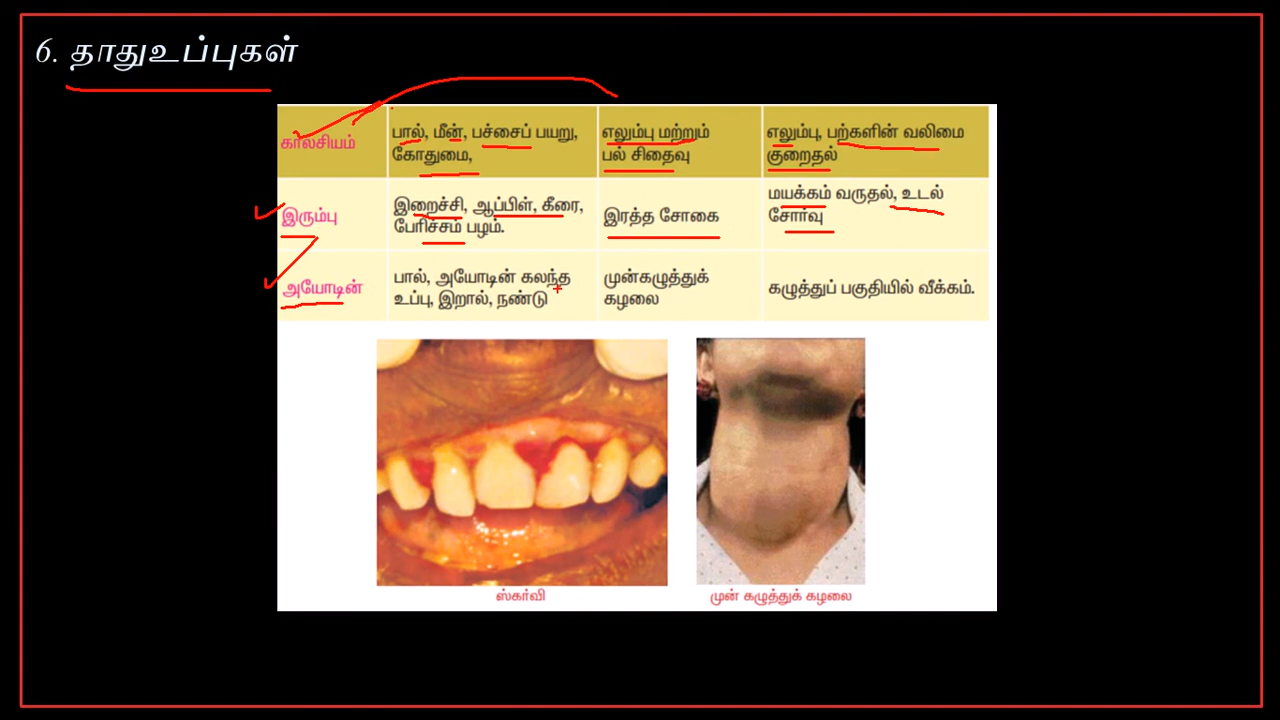 6. தாதுஉப்புகள்
கால்சியம்
பால், மீன், பச்சைப் பயறு,
கோதுமை,
எலும்பு மற்றும்
பல் சிதைவு
எலும்பு, பற்களின் வலிமை
குறைதல்
இரும்பு
இறைச்சி, ஆப்பிள், கீரை,
பேரிச்சம் பழம்.
இரத்த சோகை
மயக்கம் வருதல், உடல்
சோர்வு
அயோடின்
பால், அயோடின் கலந்த
உப்பு, இறால், நண்டு
முன்கழுத்துக்
கழலை
கழுத்துப் பகுதியில் வீக்கம்.
ஸ்கர்வி
முன் கழுத்துக் கழலை